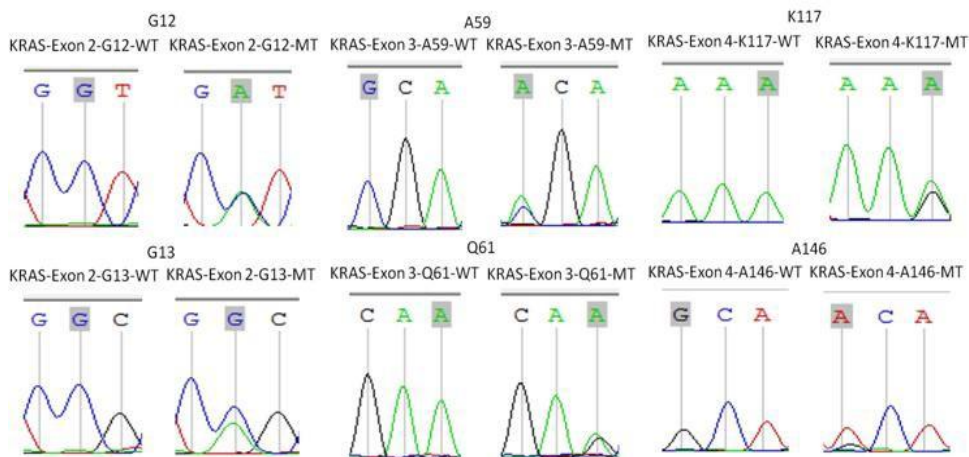 G12
KRAS-Exon 2-G12-WT KRAS-Exon 2-G12-MT
G G T
G A T
A59
KRAS-Exon 3-A59-WT KRAS-Exon 3-A59-MT
G C A
A C A
K117
KRAS-Exon 4-K117-WT KRAS-Exon 4-K117-MT
A A A
A A A
G13
KRAS-Exon 2-G13-WT KRAS-Exon 2-G13-MT
G G C
G G C
Q61
KRAS-Exon 3-Q61-WT KRAS-Exon 3-Q61-MT
C A A
C A A
A146
KRAS-Exon 4-A146-WT KRAS-Exon 4-A146-MT
G C A
A C A